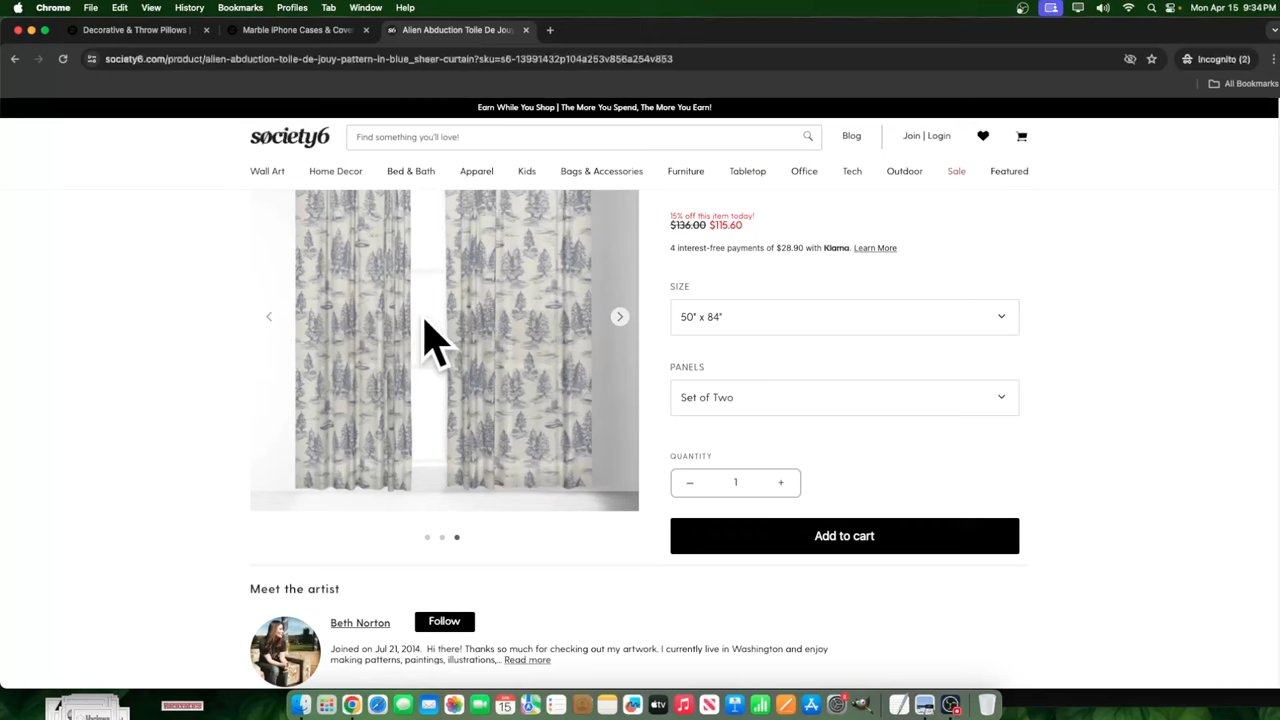 Chrome File Edit View History Bookmarks Profiles Tab Window Help
Mon Apr 15 9:34 PM
Decorative & Throw Pillows |
Marble iPhone Cases & Cove
Alien Abduction Toile De Jou
society6.com/product/alien-abduction-toile-de-jouy-pattern-in-blue_sheer-curtain?sku=s6-13991432p104a253v856a254v853
Incognito (2)
All Bookmarks
Earn While You Shop | The More You Spend, The More You Earn!
society6
Find something you'll love!
Blog
Join | Login
Wall Art Home Decor Bed & Bath Apparel Kids Bags & Accessories Furniture Tabletop Office Tech Outdoor Sale Featured
15% off this item today!
$136.00 $115.60
4 interest-free payments of $28.90 with Klarna. Learn More
SIZE
50" x 84"
PANELS
Set of Two
QUANTITY
– 1 +
Add to cart
Meet the artist
Beth Norton
Follow
Joined on Jul 21, 2014. Hi there! Thanks so much for checking out my artwork. I currently live in Washington and enjoy
making patterns, paintings, illustrations,... Read more
15
tv